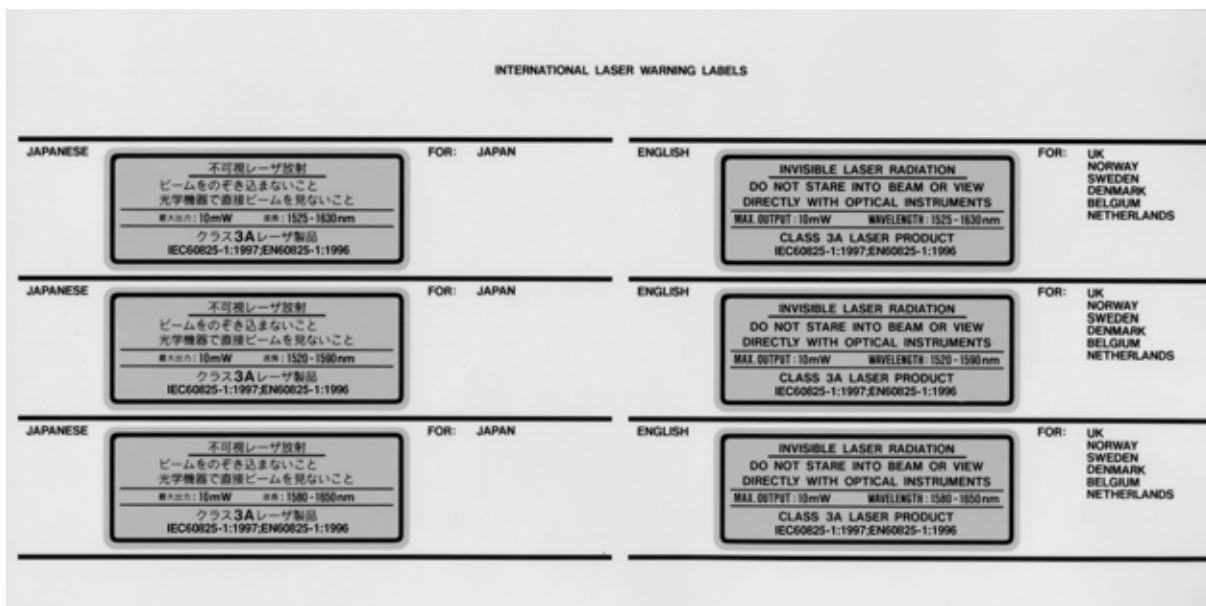 INTERNATIONAL LASER WARNING LABELS
JAPANESE
不可視レーザ放射
ビームをのぞき込まないこと
光学機器で直接ビームを見ないこと
最大出力:10mW 波長:1525-1630nm
クラス3Aレーザ製品
IEC60825-1:1997;EN60825-1:1996
FOR: JAPAN
ENGLISH
INVISIBLE LASER RADIATION
DO NOT STARE INTO BEAM OR VIEW
DIRECTLY WITH OPTICAL INSTRUMENTS
MAX. OUTPUT:10mW WAVELENGTH:1525-1630nm
CLASS 3A LASER PRODUCT
IEC60825-1:1997;EN60825-1:1996
FOR: UK
NORWAY
SWEDEN
DENMARK
BELGIUM
NETHERLANDS
JAPANESE
不可視レーザ放射
ビームをのぞき込まないこと
光学機器で直接ビームを見ないこと
最大出力:10mW 波長:1520-1590nm
クラス3Aレーザ製品
IEC60825-1:1997;EN60825-1:1996
FOR: JAPAN
ENGLISH
INVISIBLE LASER RADIATION
DO NOT STARE INTO BEAM OR VIEW
DIRECTLY WITH OPTICAL INSTRUMENTS
MAX. OUTPUT:10mW WAVELENGTH:1520-1590nm
CLASS 3A LASER PRODUCT
IEC60825-1:1997;EN60825-1:1996
FOR: UK
NORWAY
SWEDEN
DENMARK
BELGIUM
NETHERLANDS
JAPANESE
不可視レーザ放射
ビームをのぞき込まないこと
光学機器で直接ビームを見ないこと
最大出力:10mW 波長:1580-1650nm
クラス3Aレーザ製品
IEC60825-1:1997;EN60825-1:1996
FOR: JAPAN
ENGLISH
INVISIBLE LASER RADIATION
DO NOT STARE INTO BEAM OR VIEW
DIRECTLY WITH OPTICAL INSTRUMENTS
MAX. OUTPUT:10mW WAVELENGTH:1580-1650nm
CLASS 3A LASER PRODUCT
IEC60825-1:1997;EN60825-1:1996
FOR: UK
NORWAY
SWEDEN
DENMARK
BELGIUM
NETHERLANDS